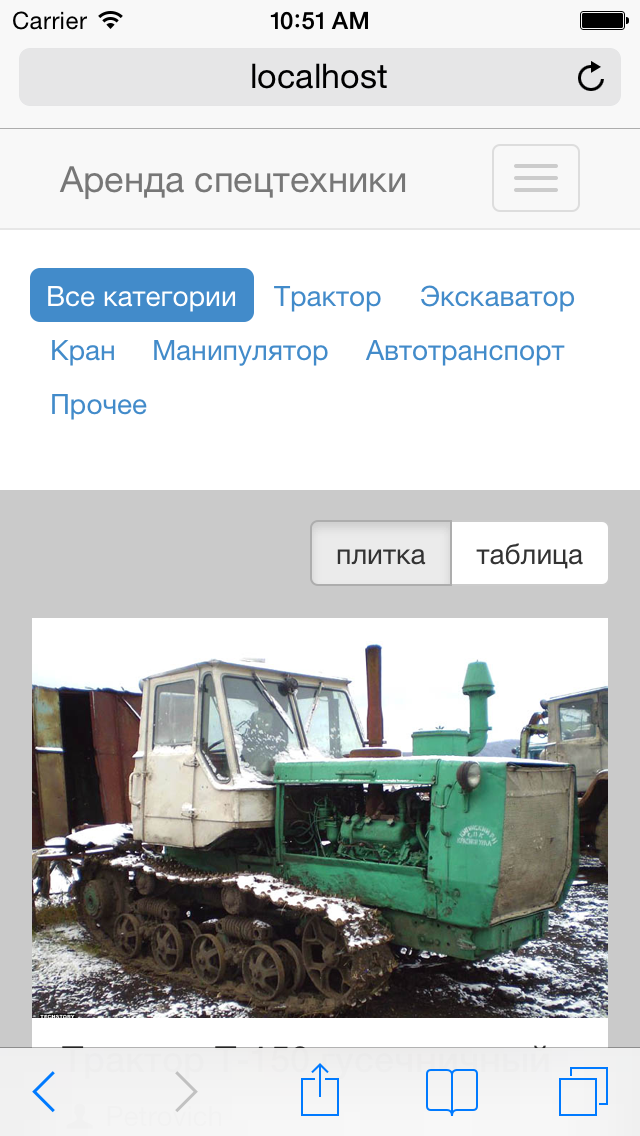 Carrier 10:51 AM
localhost
Аренда спецтехники
Все категории Трактор Экскаватор
Кран Манипулятор Автотранспорт
Прочее
плитка таблица
TECHSTORY
Трактор Т-150 гусеничный
Petrovich